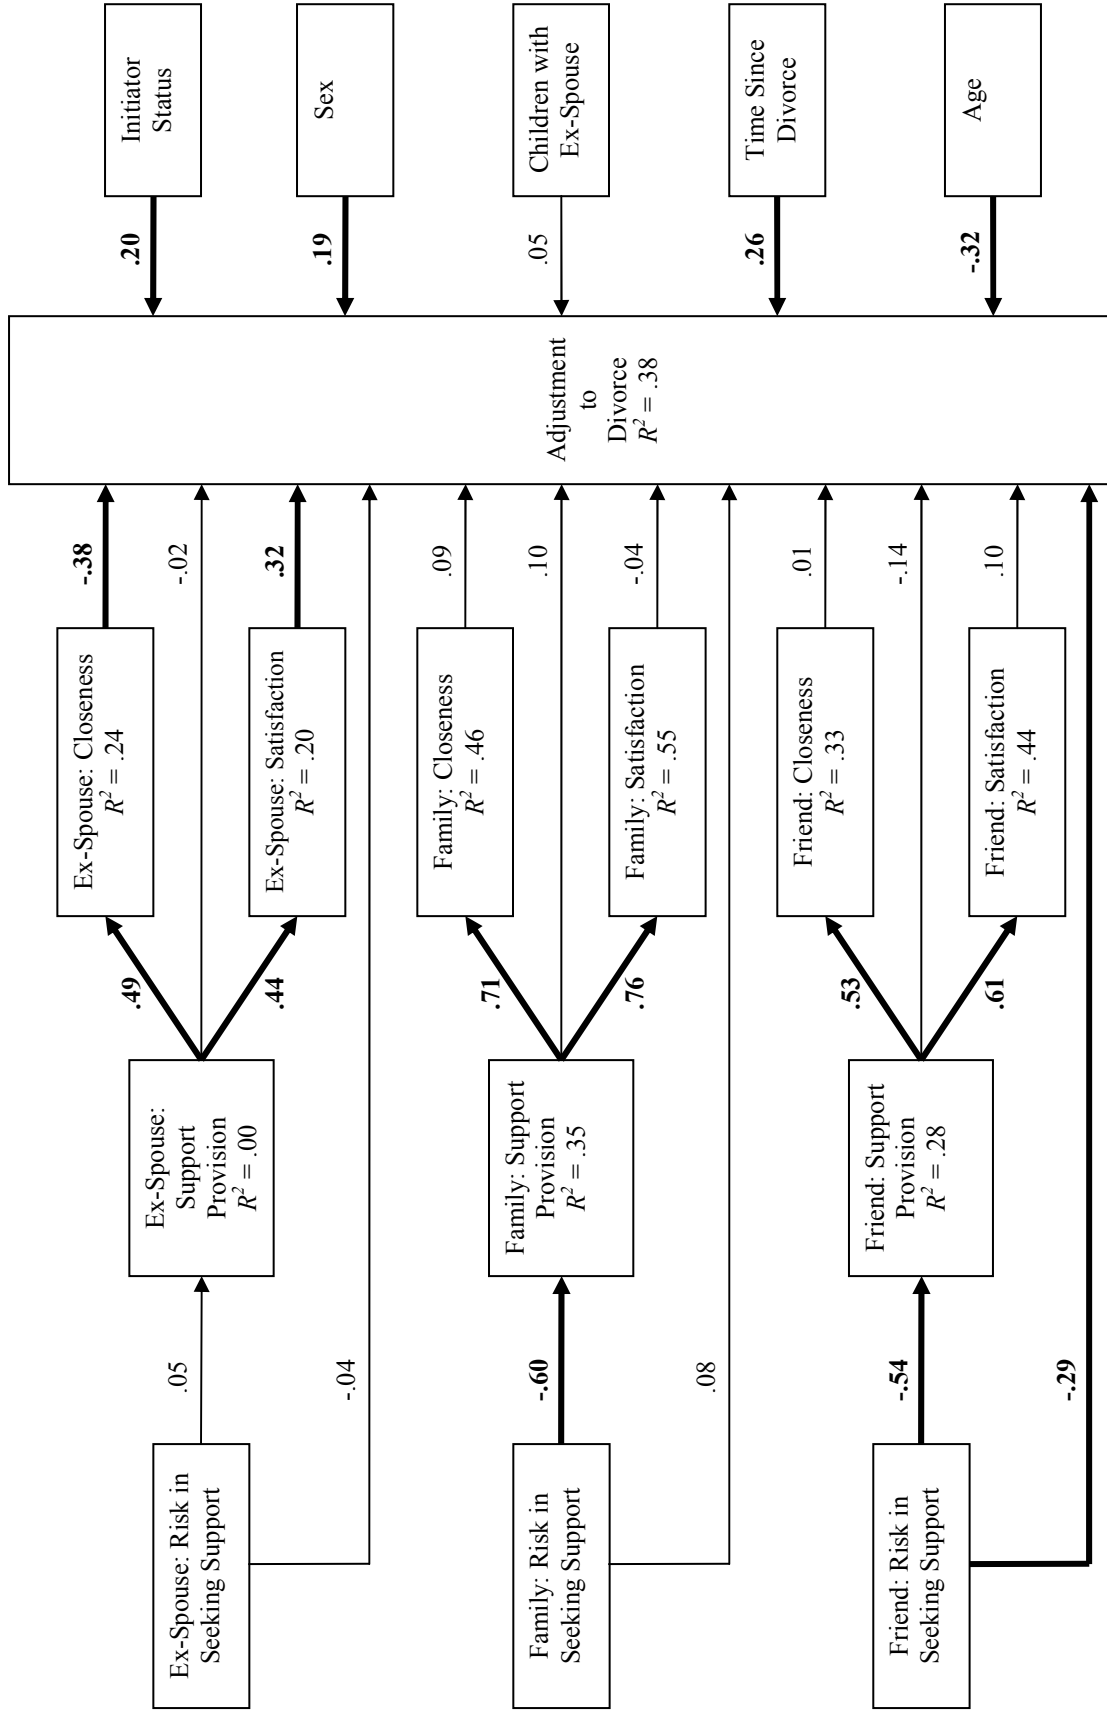 Ex-Spouse: Risk in
Seeking Support
.05
-.04
Ex-Spouse:
Support
Provision
R² = .00
.49
.44
Ex-Spouse: Closeness
R² = .24
Ex-Spouse: Satisfaction
R² = .20
-.38
-.02
.32
Family: Risk in
Seeking Support
-.60
.08
Family: Support
Provision
R² = .35
.71
.76
Family: Closeness
R² = .46
Family: Satisfaction
R² = .55
.09
.10
-.04
Friend: Risk in
Seeking Support
-.54
-.29
Friend: Support
Provision
R² = .28
.53
.61
Friend: Closeness
R² = .33
Friend: Satisfaction
R² = .44
.01
-.14
.10
Adjustment
to
Divorce
R² = .38
.20
Initiator
Status
.19
Sex
.05
Children with
Ex-Spouse
.26
Time Since
Divorce
-.32
Age